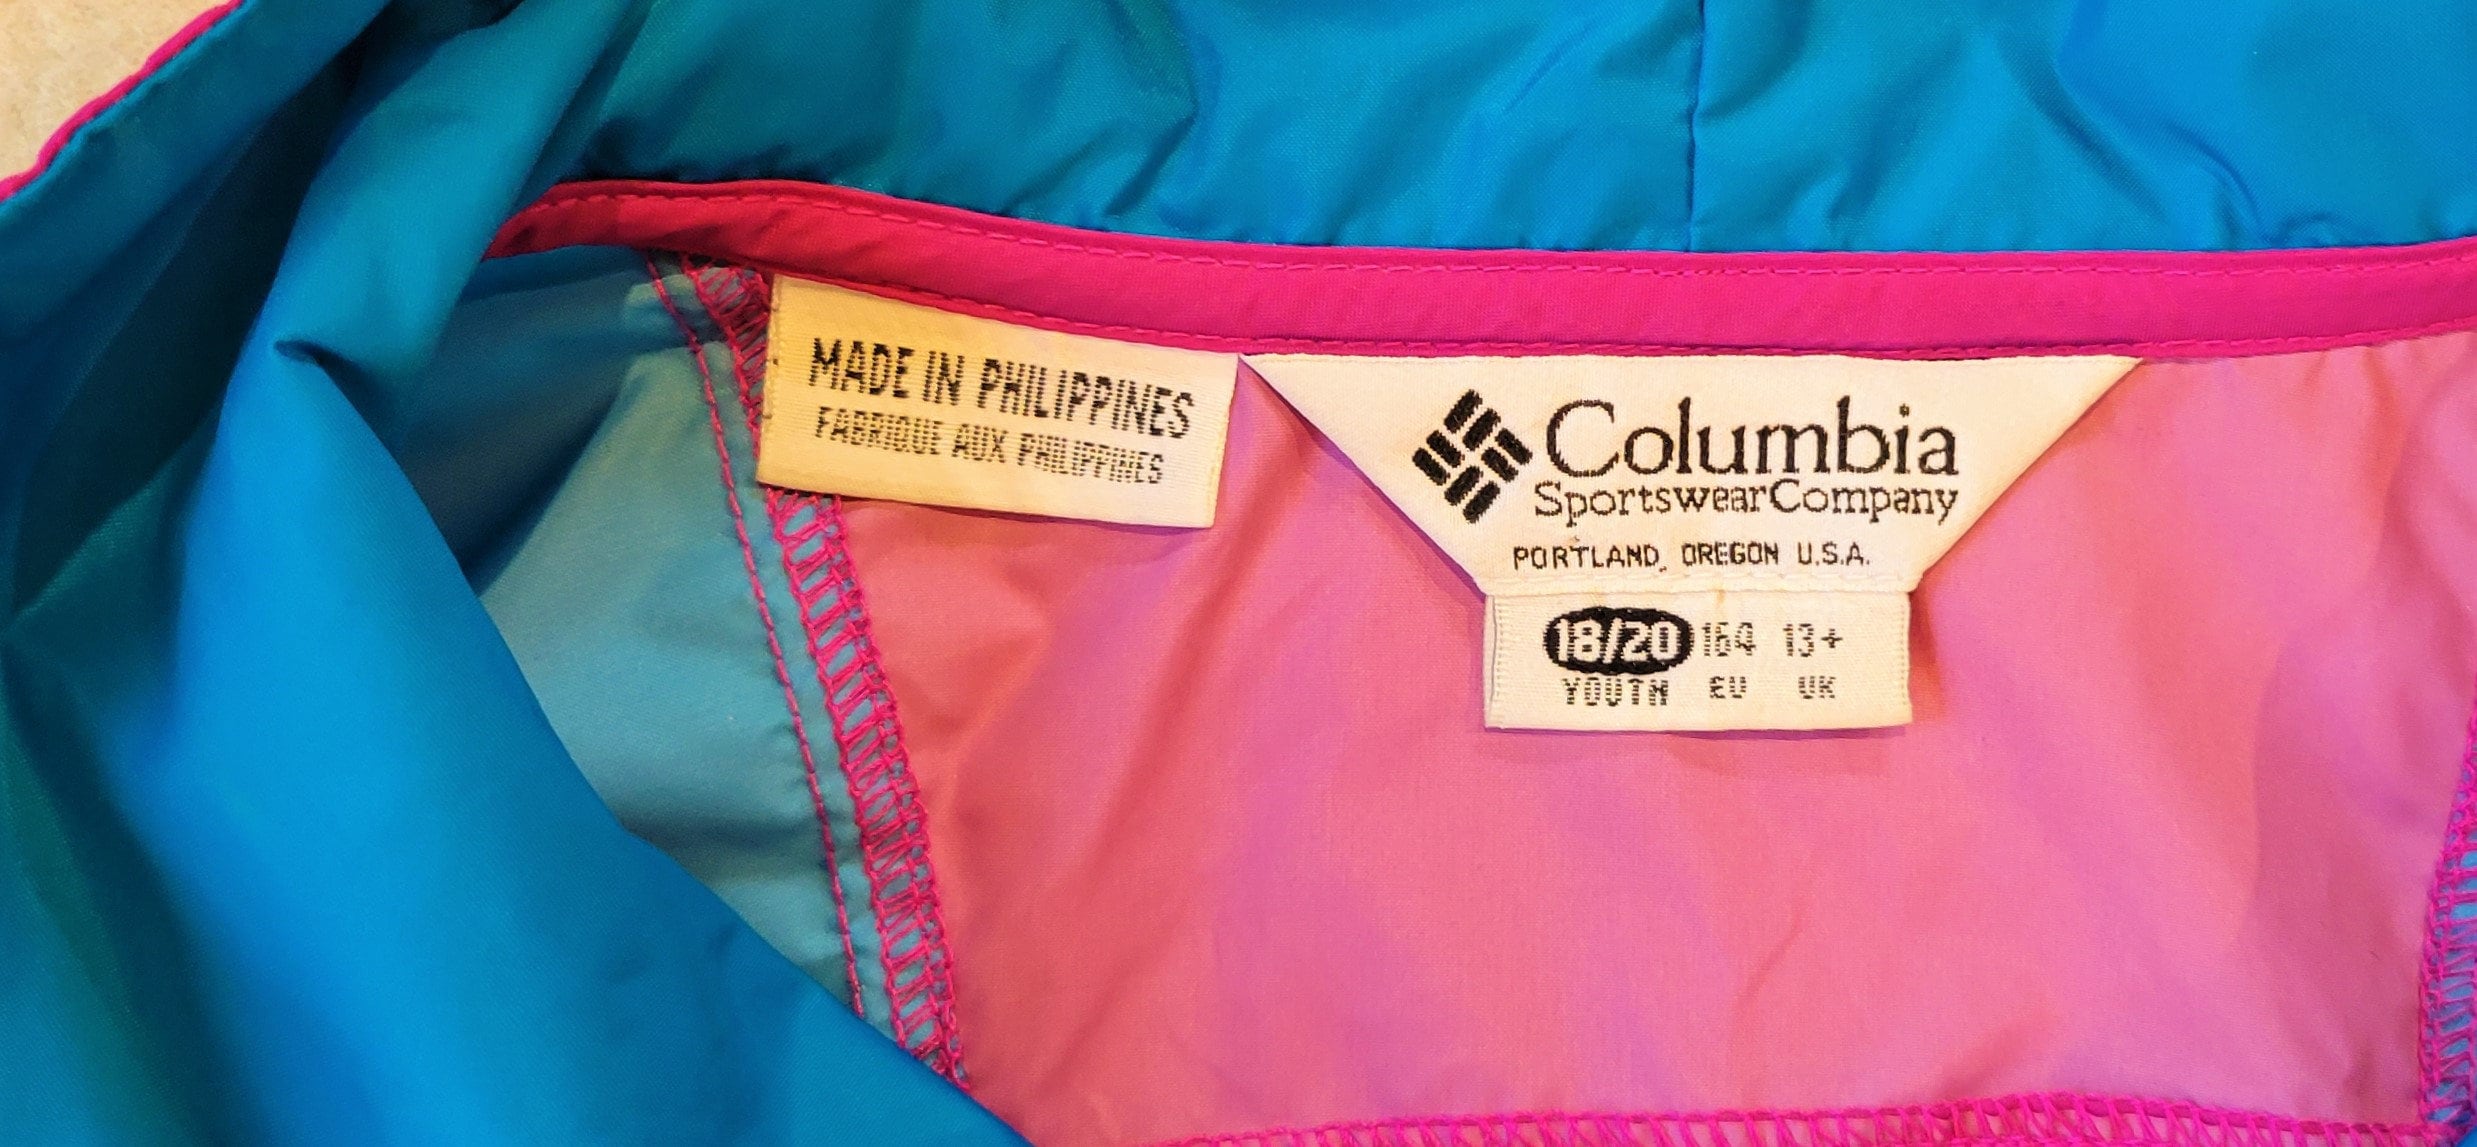 MADE IN PHILIPPINES
FABRIQUE AUX PHILIPPINES
Columbia
SportswearCompany
PORTLAND, OREGON U.S.A.
18/20 164 13+
YOUTH EU UK